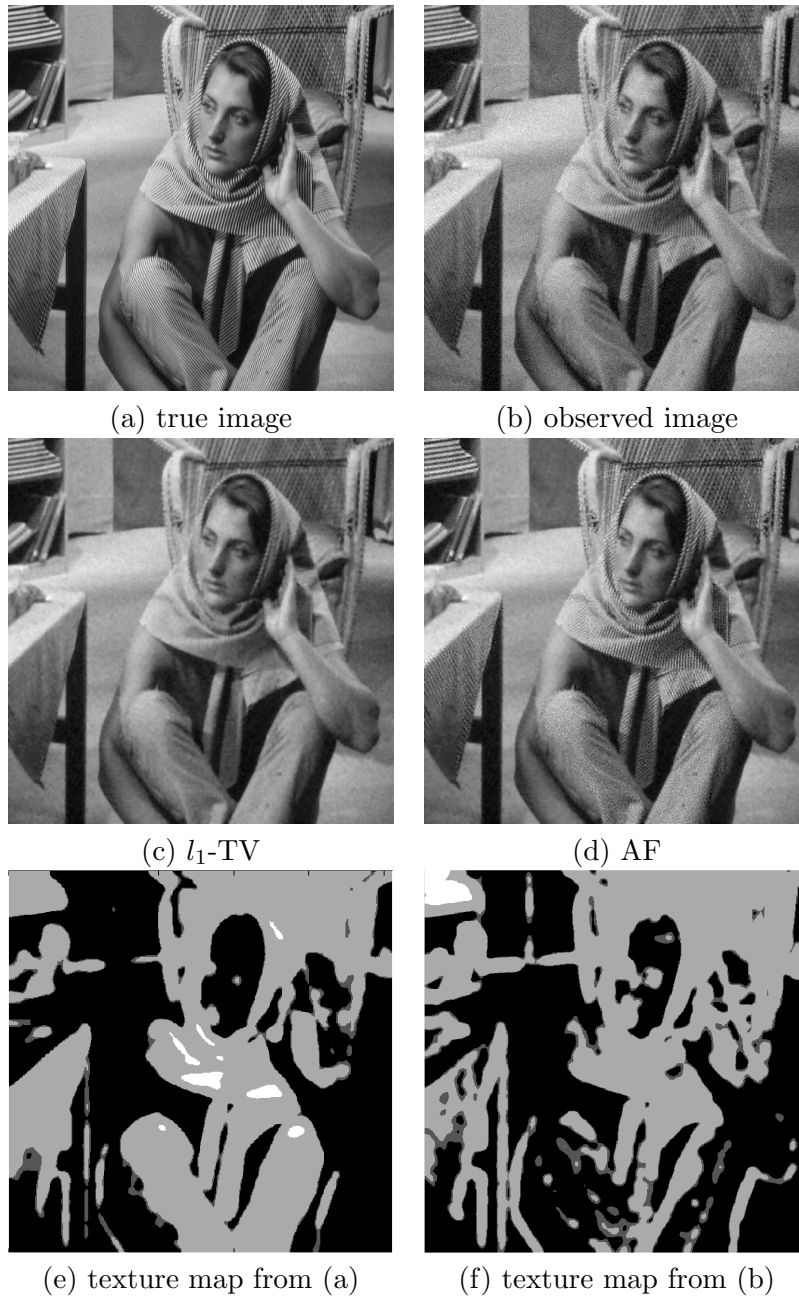 (a) true image
(b) observed image
(c) l₁-TV
(d) AF
(e) texture map from (a)
(f) texture map from (b)